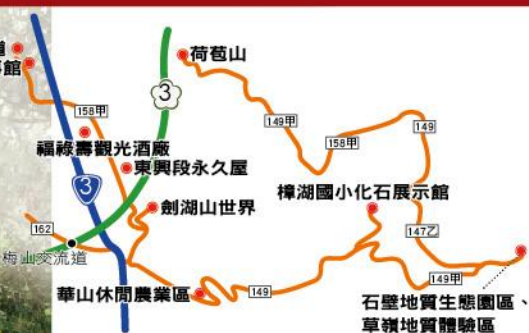 荷苞山
3
158甲
149甲
158甲
149
福祿壽觀光酒廠
東興段永久屋
3
樟湖國小化石展示館
劍湖山世界
162
147乙
梅山交流道
149甲
149
華山休閒農業區
石壁地質生態園區、
草嶺地質體驗區